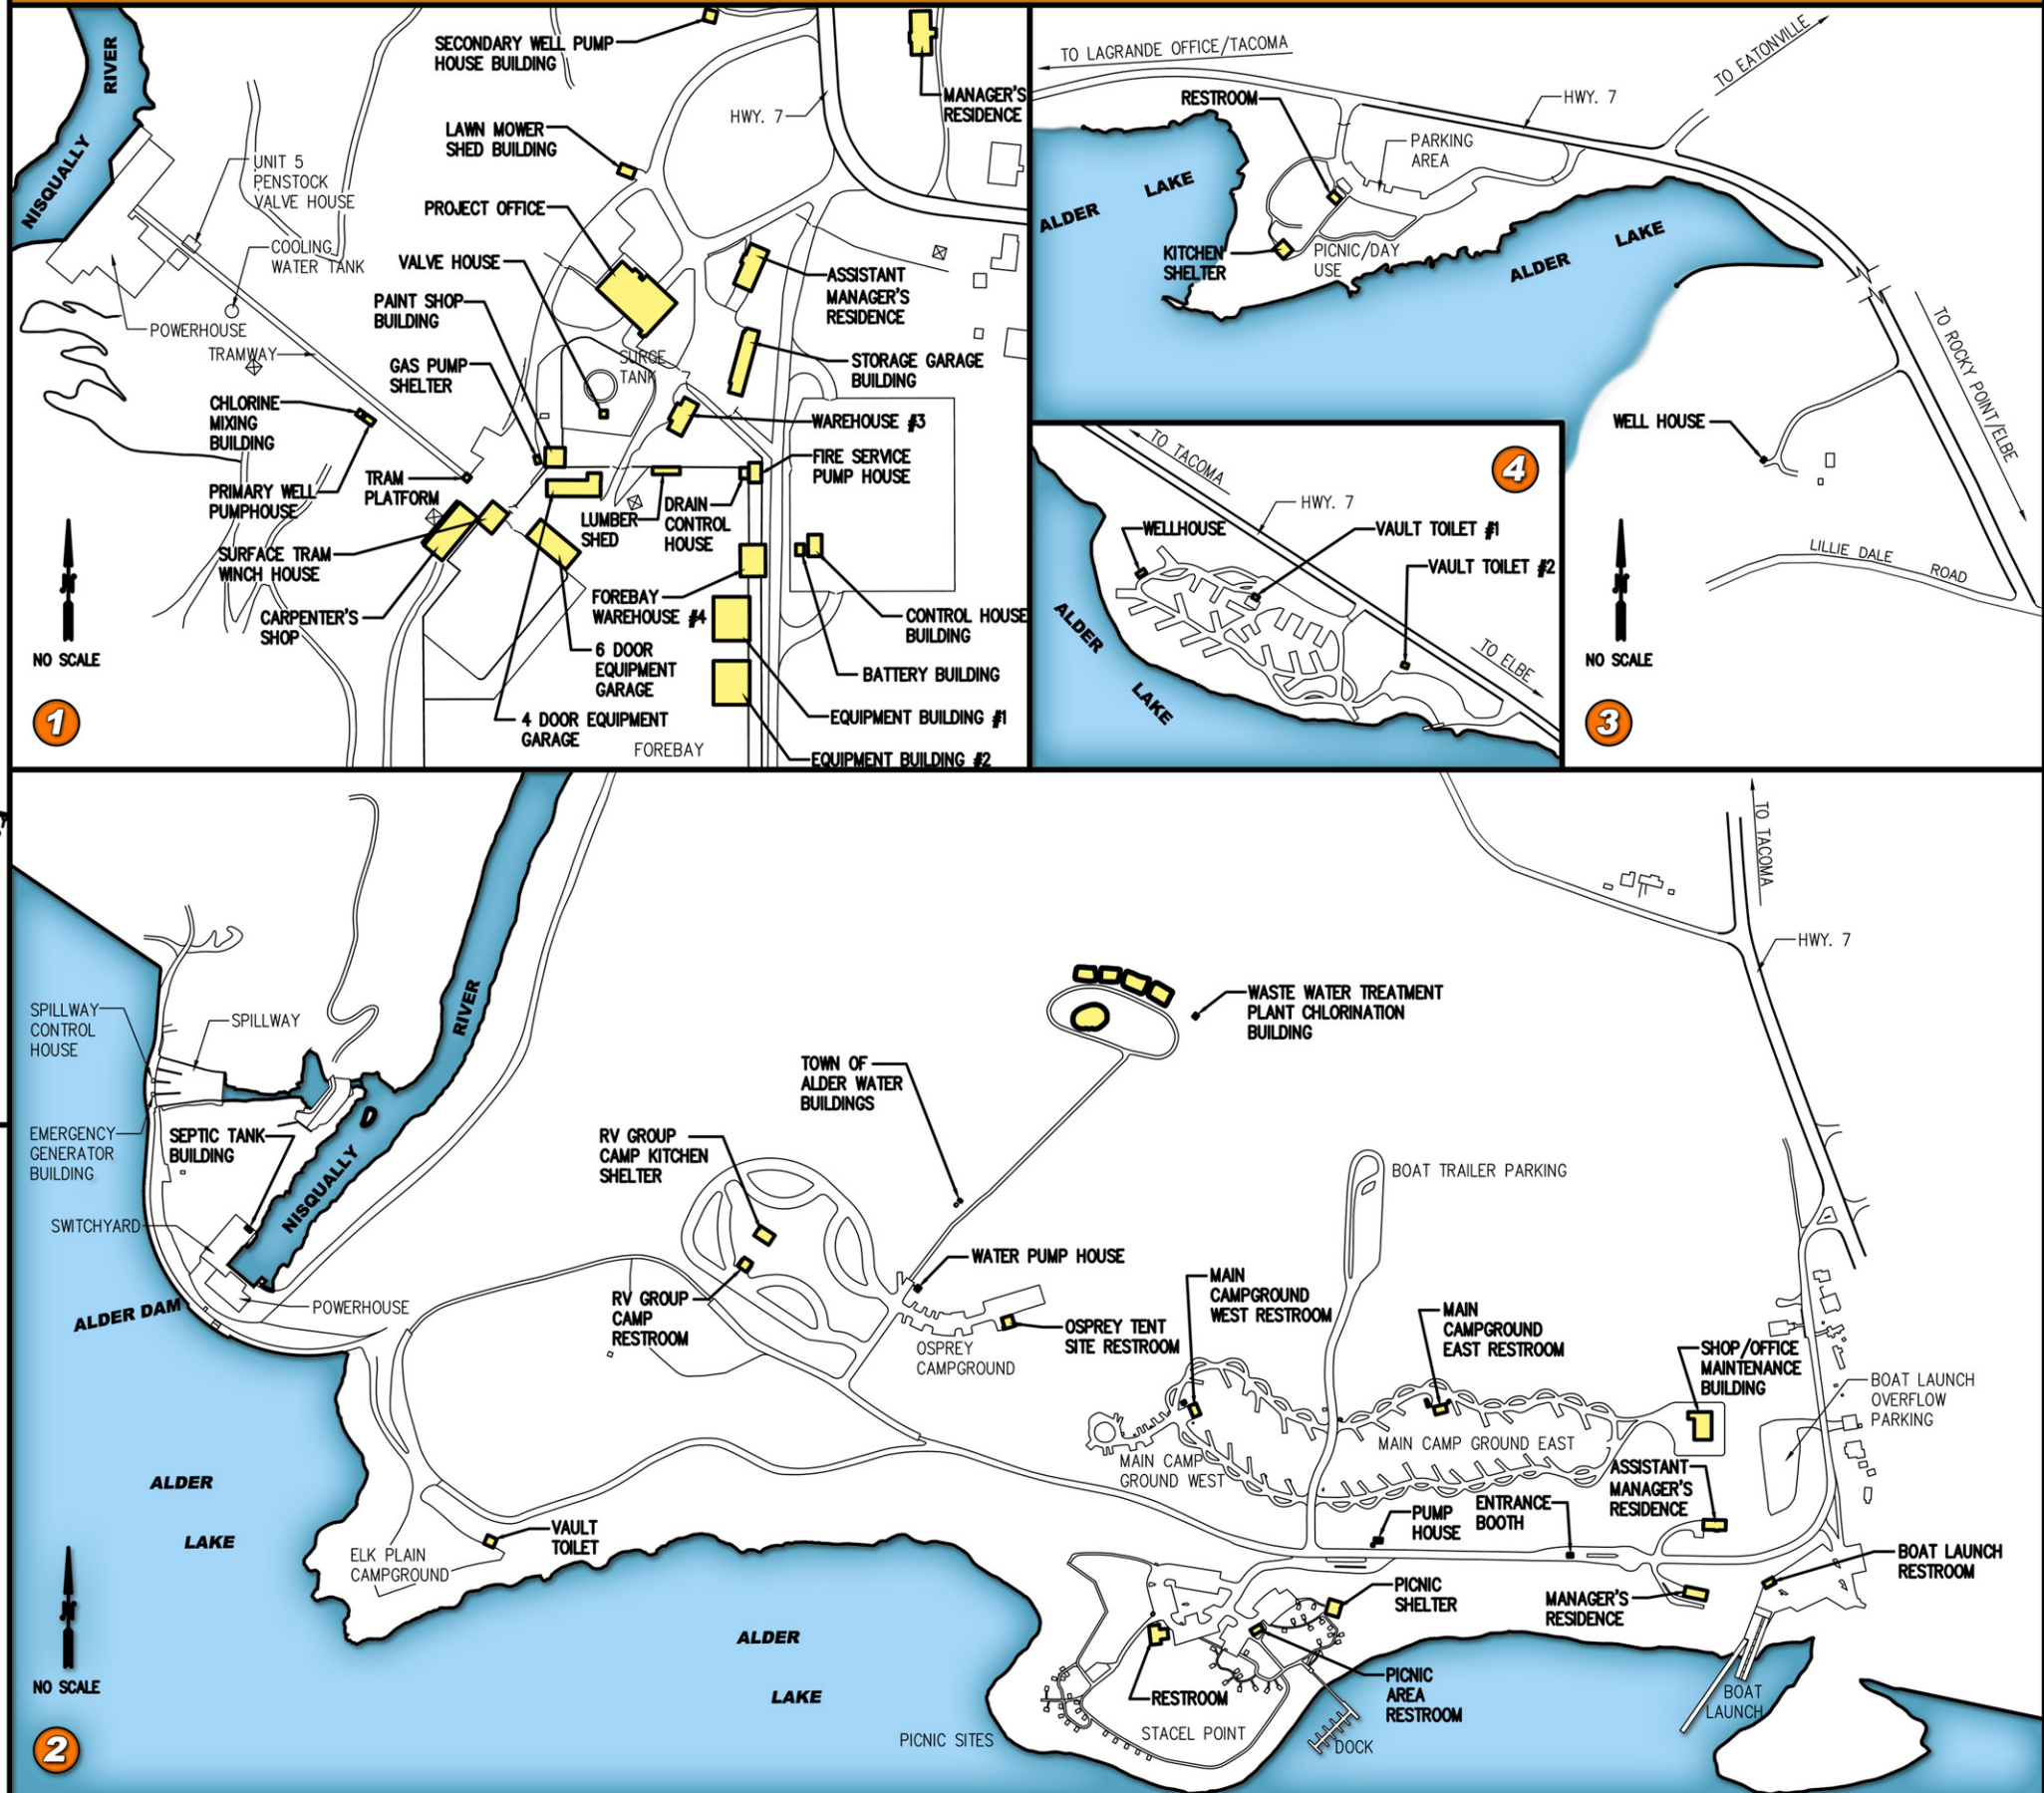 RIVER
NISQUALLY
SECONDARY WELL PUMP
HOUSE BUILDING
HWY. 7
MANAGER'S
RESIDENCE
LAWN MOWER
SHED BUILDING
UNIT 5
PENSTOCK
VALVE HOUSE
PROJECT OFFICE
COOLING
WATER TANK
VALVE HOUSE
ASSISTANT
MANAGER'S
RESIDENCE
PAINT SHOP
BUILDING
POWERHOUSE
TRAMWAY
GAS PUMP
SHELTER
SURGE
TANK
STORAGE GARAGE
BUILDING
CHLORINE
MIXING
BUILDING
WAREHOUSE #3
FIRE SERVICE
PUMP HOUSE
TRAM
PLATFORM
PRIMARY WELL
PUMPHOUSE
LUMBER
SHED
DRAIN
CONTROL
HOUSE
SURFACE TRAM
WINCH HOUSE
FOREBAY
WAREHOUSE #4
CONTROL HOUSE
BUILDING
CARPENTER'S
SHOP
6 DOOR
EQUIPMENT
GARAGE
BATTERY BUILDING
4 DOOR EQUIPMENT
GARAGE
EQUIPMENT BUILDING #1
FOREBAY
EQUIPMENT BUILDING #2
N
NO SCALE
1
TO LAGRANDE OFFICE/TACOMA
TO EATONVILLE
RESTROOM
HWY. 7
PARKING
AREA
ALDER LAKE
KITCHEN
SHELTER
PICNIC/DAY
USE
ALDER LAKE
TO ROCKY POINT/ELBE
WELL HOUSE
LILLIE DALE ROAD
N
NO SCALE
3
TO TACOMA
4
HWY. 7
WELLHOUSE
VAULT TOILET #1
VAULT TOILET #2
ALDER
LAKE
TO ELBE
TO TACOMA
HWY. 7
SPILLWAY
CONTROL
HOUSE
SPILLWAY
RIVER
WASTE WATER TREATMENT
PLANT CHLORINATION
BUILDING
TOWN OF
ALDER WATER
BUILDINGS
EMERGENCY
GENERATOR
BUILDING
SEPTIC TANK
BUILDING
NISQUALLY
RV GROUP
CAMP KITCHEN
SHELTER
BOAT TRAILER PARKING
SWITCHYARD
WATER PUMP HOUSE
ALDER DAM
POWERHOUSE
RV GROUP
CAMP
RESTROOM
OSPREY TENT
SITE RESTROOM
OSPREY
CAMPGROUND
MAIN
CAMPGROUND
WEST RESTROOM
MAIN
CAMPGROUND
EAST RESTROOM
SHOP/OFFICE
MAINTENANCE
BUILDING
BOAT LAUNCH
OVERFLOW
PARKING
MAIN CAMP GROUND EAST
MAIN CAMP
GROUND WEST
ASSISTANT
MANAGER'S
RESIDENCE
ALDER
LAKE
PUMP
HOUSE
ENTRANCE
BOOTH
VAULT
TOILET
ELK PLAIN
CAMPGROUND
BOAT LAUNCH
RESTROOM
PICNIC
SHELTER
MANAGER'S
RESIDENCE
ALDER
LAKE
PICNIC
AREA
RESTROOM
RESTROOM
BOAT
LAUNCH
PICNIC SITES
STACEL POINT
DOCK
N
NO SCALE
2